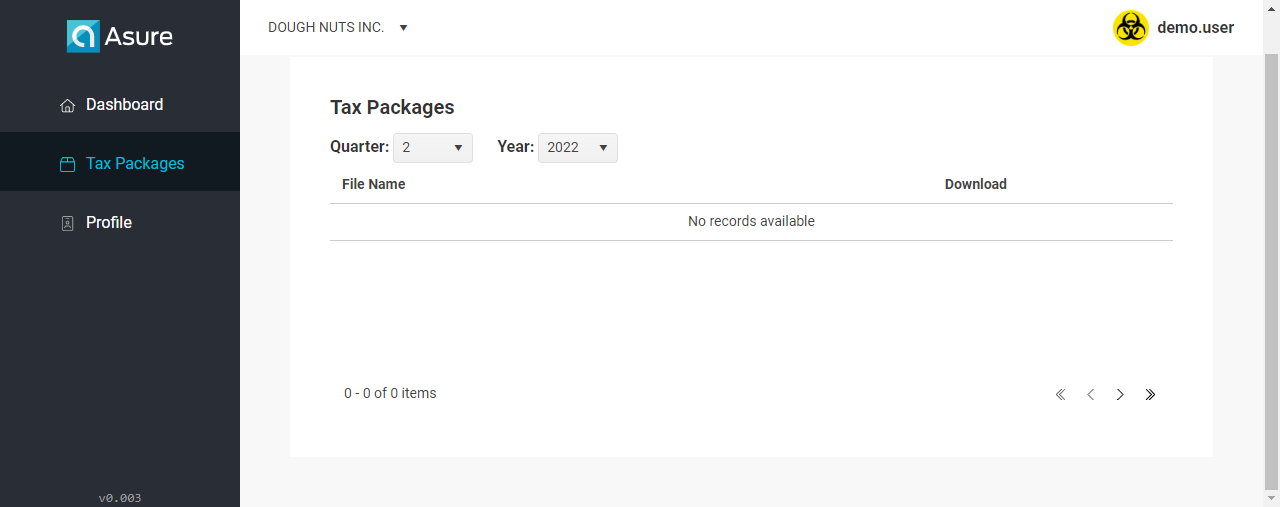 Asure
DOUGH NUTS INC.
demo.user
Dashboard
Tax Packages
Profile
v0.003
Tax Packages
Quarter: 2 Year: 2022
File Name Download
No records available
0 - 0 of 0 items